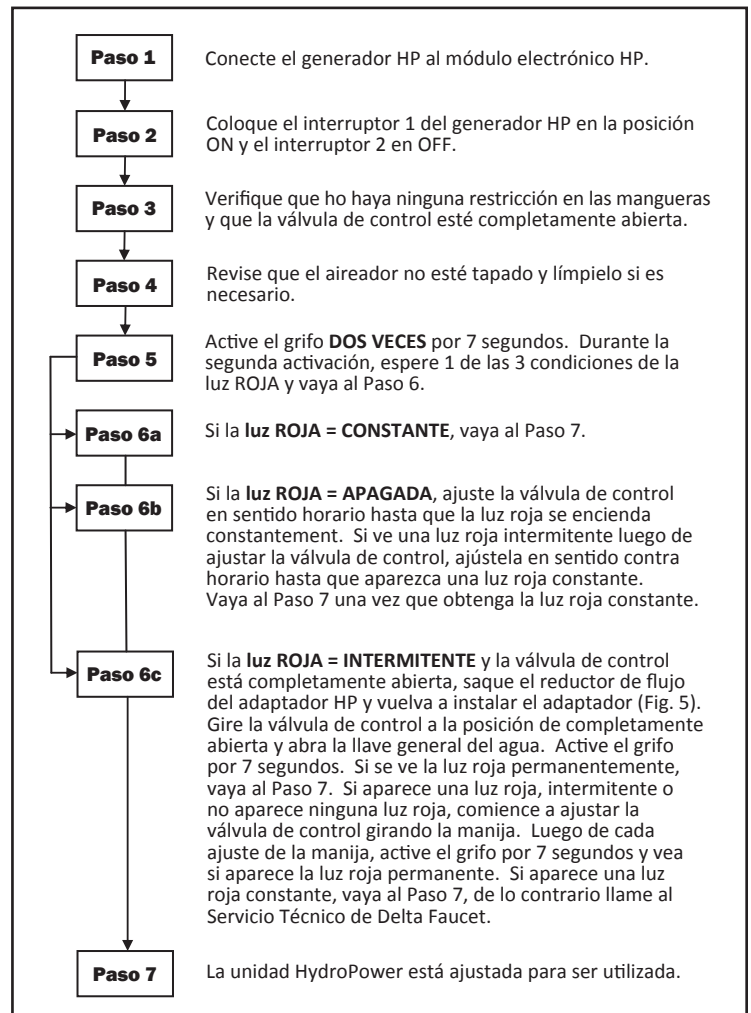 Paso 1
Conecte el generador HP al módulo electrónico HP.
Paso 2
Coloque el interruptor 1 del generador HP en la posición
ON y el interruptor 2 en OFF.
Paso 3
Verifique que ho haya ninguna restricción en las mangueras
y que la válvula de control esté completamente abierta.
Paso 4
Revise que el aireador no esté tapado y límpielo si es
necesario.
Paso 5
Active el grifo DOS VECES por 7 segundos.  Durante la
segunda activación, espere 1 de las 3 condiciones de la
luz ROJA y vaya al Paso 6.
Paso 6a
Si la luz ROJA = CONSTANTE, vaya al Paso 7.
Paso 6b
Si la luz ROJA = APAGADA, ajuste la válvula de control
en sentido horario hasta que la luz roja se encienda
constantement.  Si ve una luz roja intermitente luego de
ajustar la válvula de control, ajústela en sentido contra
horario hasta que aparezca una luz roja constante.
Vaya al Paso 7 una vez que obtenga la luz roja constante.
Paso 6c
Si la luz ROJA = INTERMITENTE y la válvula de control
está completamente abierta, saque el reductor de flujo
del adaptador HP y vuelva a instalar el adaptador (Fig. 5).
Gire la válvula de control a la posición de completamente
abierta y abra la llave general del agua.  Active el grifo
por 7 segundos.  Si se ve la luz roja permanentemente,
vaya al Paso 7.  Si aparece una luz roja, intermitente o
no aparece ninguna luz roja, comience a ajustar la
válvula de control girando la manija.  Luego de cada
ajuste de la manija, active el grifo por 7 segundos y vea
si aparece la luz roja permanente.  Si aparece una luz
roja constante, vaya al Paso 7, de lo contrario llame al
Servicio Técnico de Delta Faucet.
Paso 7
La unidad HydroPower está ajustada para ser utilizada.